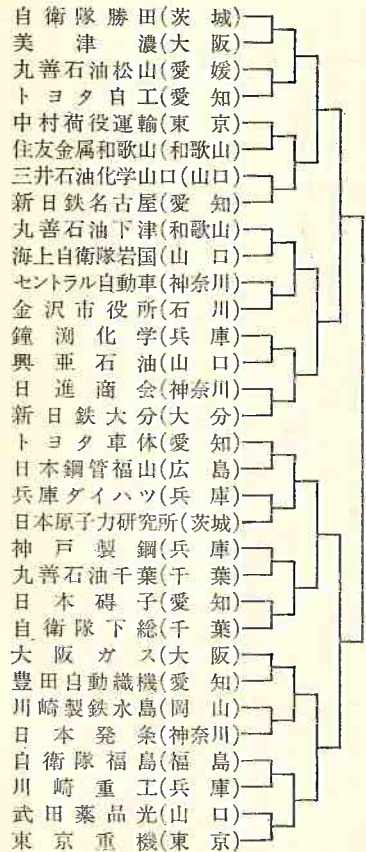 自衛隊勝田(茨城)
美津濃(大阪)
丸善石油松山(愛媛)
トヨタ自工(愛知)
中村荷役運輸(東京)
住友金属和歌山(和歌山)
三井石油化学山口(山口)
新日鉄名古屋(愛知)
丸善石油下津(和歌山)
海上自衛隊岩国(山口)
セントラル自動車(神奈川)
金沢市役所(石川)
鐘淵化学(兵庫)
興亜石油(山口)
日進商会(神奈川)
新日鉄大分(大分)
トヨタ車体(愛知)
日本鋼管福山(広島)
兵庫ダイハツ(兵庫)
日本原子力研究所(茨城)
神戸製鋼(兵庫)
丸善石油千葉(千葉)
日本碍子(愛知)
自衛隊下総(千葉)
大阪ガス(大阪)
豊田自動織機(愛知)
川崎製鉄水島(岡山)
日本発条(神奈川)
自衛隊福島(福島)
川崎重工(兵庫)
武田薬品光(山口)
東京重機(東京)